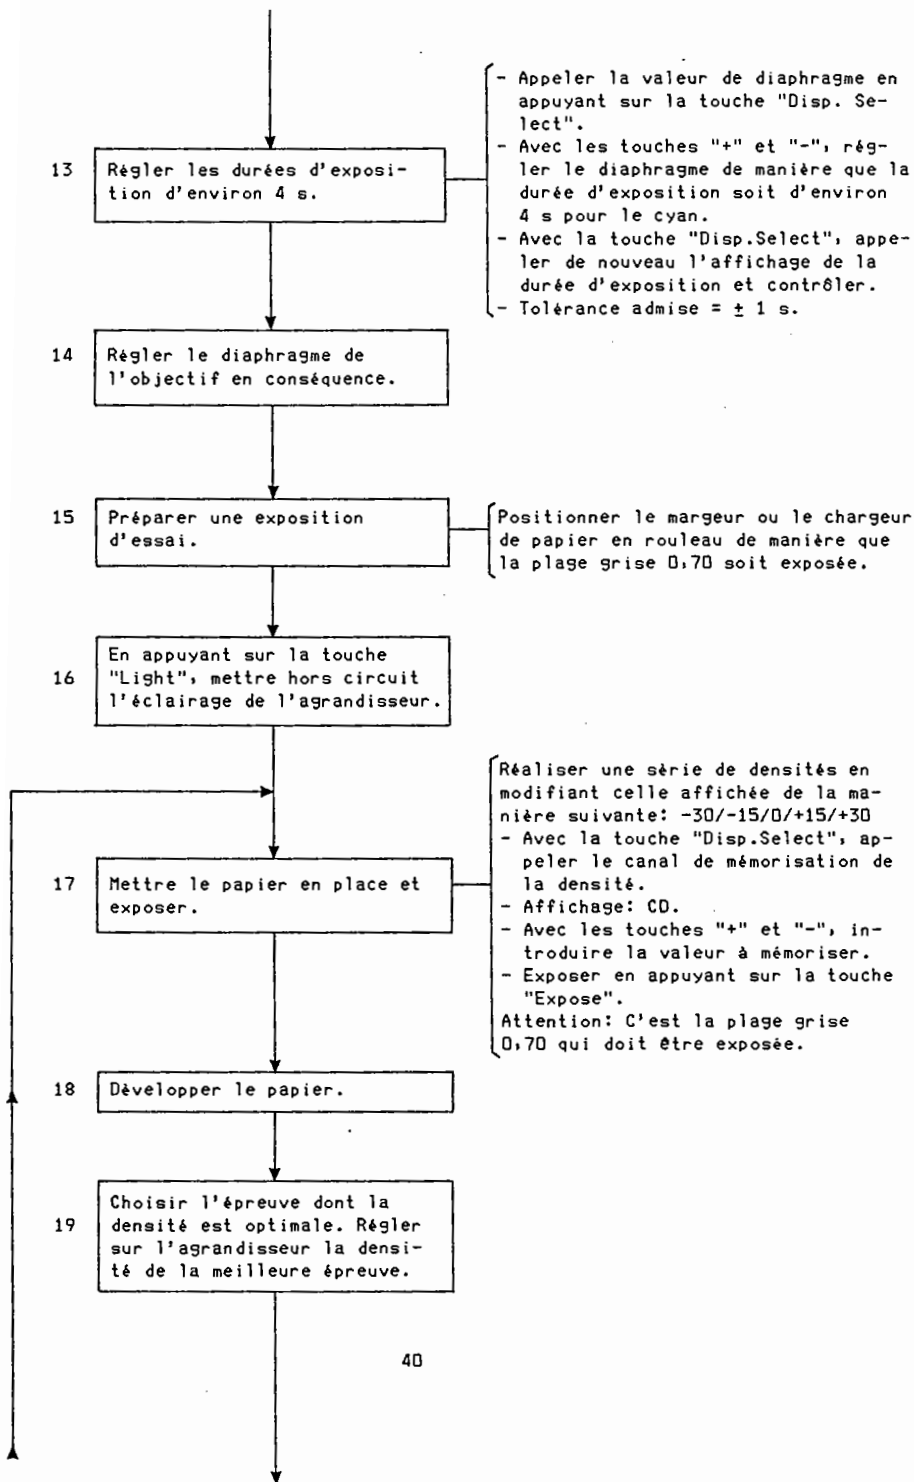 13
Régler les durées d'exposi-
tion d'environ 4 s.
- Appeler la valeur de diaphragme en
appuyant sur la touche "Disp. Se-
lect".
- Avec les touches "+" et "-", rég-
ler le diaphragme de manière que la
durée d'exposition soit d'environ
4 s pour le cyan.
- Avec la touche "Disp.Select", appe-
ler de nouveau l'affichage de la
durée d'exposition et contrôler.
- Tolérance admise = ± 1 s.
14
Régler le diaphragme de
l'objectif en conséquence.
15
Préparer une exposition
d'essai.
Positionner le margeur ou le chargeur
de papier en rouleau de manière que
la plage grise 0,70 soit exposée.
16
En appuyant sur la touche
"Light", mettre hors circuit
l'éclairage de l'agrandisseur.
17
Mettre le papier en place et
exposer.
Réaliser une série de densités en
modifiant celle affichée de la ma-
nière suivante: -30/-15/0/+15/+30
- Avec la touche "Disp.Select", ap-
peler le canal de mémorisation de
la densité.
- Affichage: CD.
- Avec les touches "+" et "-", in-
troduire la valeur à mémoriser.
- Exposer en appuyant sur la touche
"Expose".
Attention: C'est la plage grise
0,70 qui doit être exposée.
18
Développer le papier.
19
Choisir l'épreuve dont la
densité est optimale. Régler
sur l'agrandisseur la densi-
té de la meilleure épreuve.
40